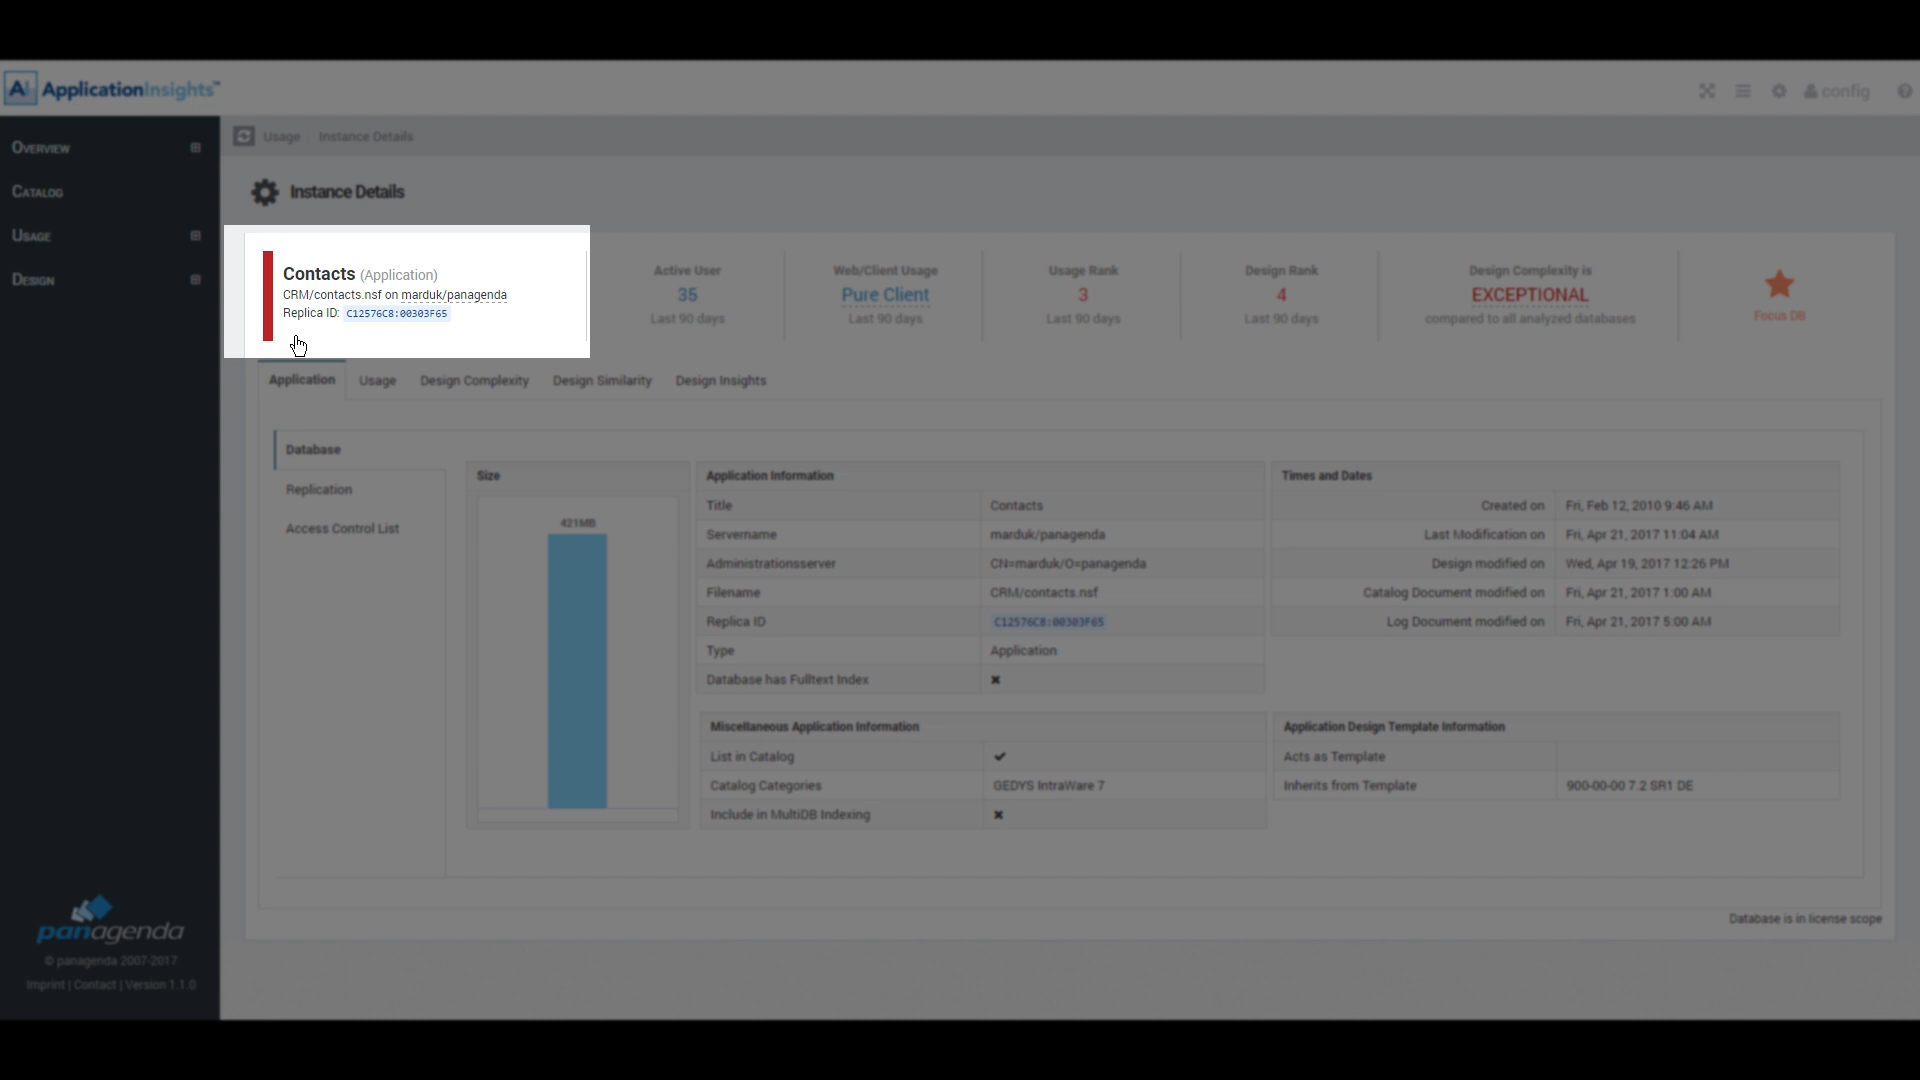 AI ApplicationInsights™
config
OVERVIEW
CATALOG
USAGE
DESIGN
Usage Instance Details
Instance Details
Contacts (Application)
CRM/contacts.nsf on marduk/panagenda
Replica ID: C12576C8:00303F65
Active User
35
Last 90 days
Web/Client Usage
Pure Client
Last 90 days
Usage Rank
3
Last 90 days
Design Rank
4
Last 90 days
Design Complexity is
EXCEPTIONAL
compared to all analyzed databases
Focus DB
Application Usage Design Complexity Design Similarity Design Insights
Database
Replication
Access Control List
Size
421MB
Application Information
Title Contacts
Servername marduk/panagenda
Administrationsserver CN=marduk/O=panagenda
Filename CRM/contacts.nsf
Replica ID C12576C8:00303F65
Type Application
Database has Fulltext Index ✖
Times and Dates
Created on Fri, Feb 12, 2010 9:46 AM
Last Modification on Fri, Apr 21, 2017 11:04 AM
Design modified on Wed, Apr 19, 2017 12:26 PM
Catalog Document modified on Fri, Apr 21, 2017 1:00 AM
Log Document modified on Fri, Apr 21, 2017 5:00 AM
Miscellaneous Application Information
List in Catalog ✔
Catalog Categories GEDYS IntraWare 7
Include in MultiDB Indexing ✖
Application Design Template Information
Acts as Template
Inherits from Template 900-00-00 7.2 SR1 DE
Database is in license scope
panagenda
© panagenda 2007-2017
Imprint | Contact | Version 1.1.0